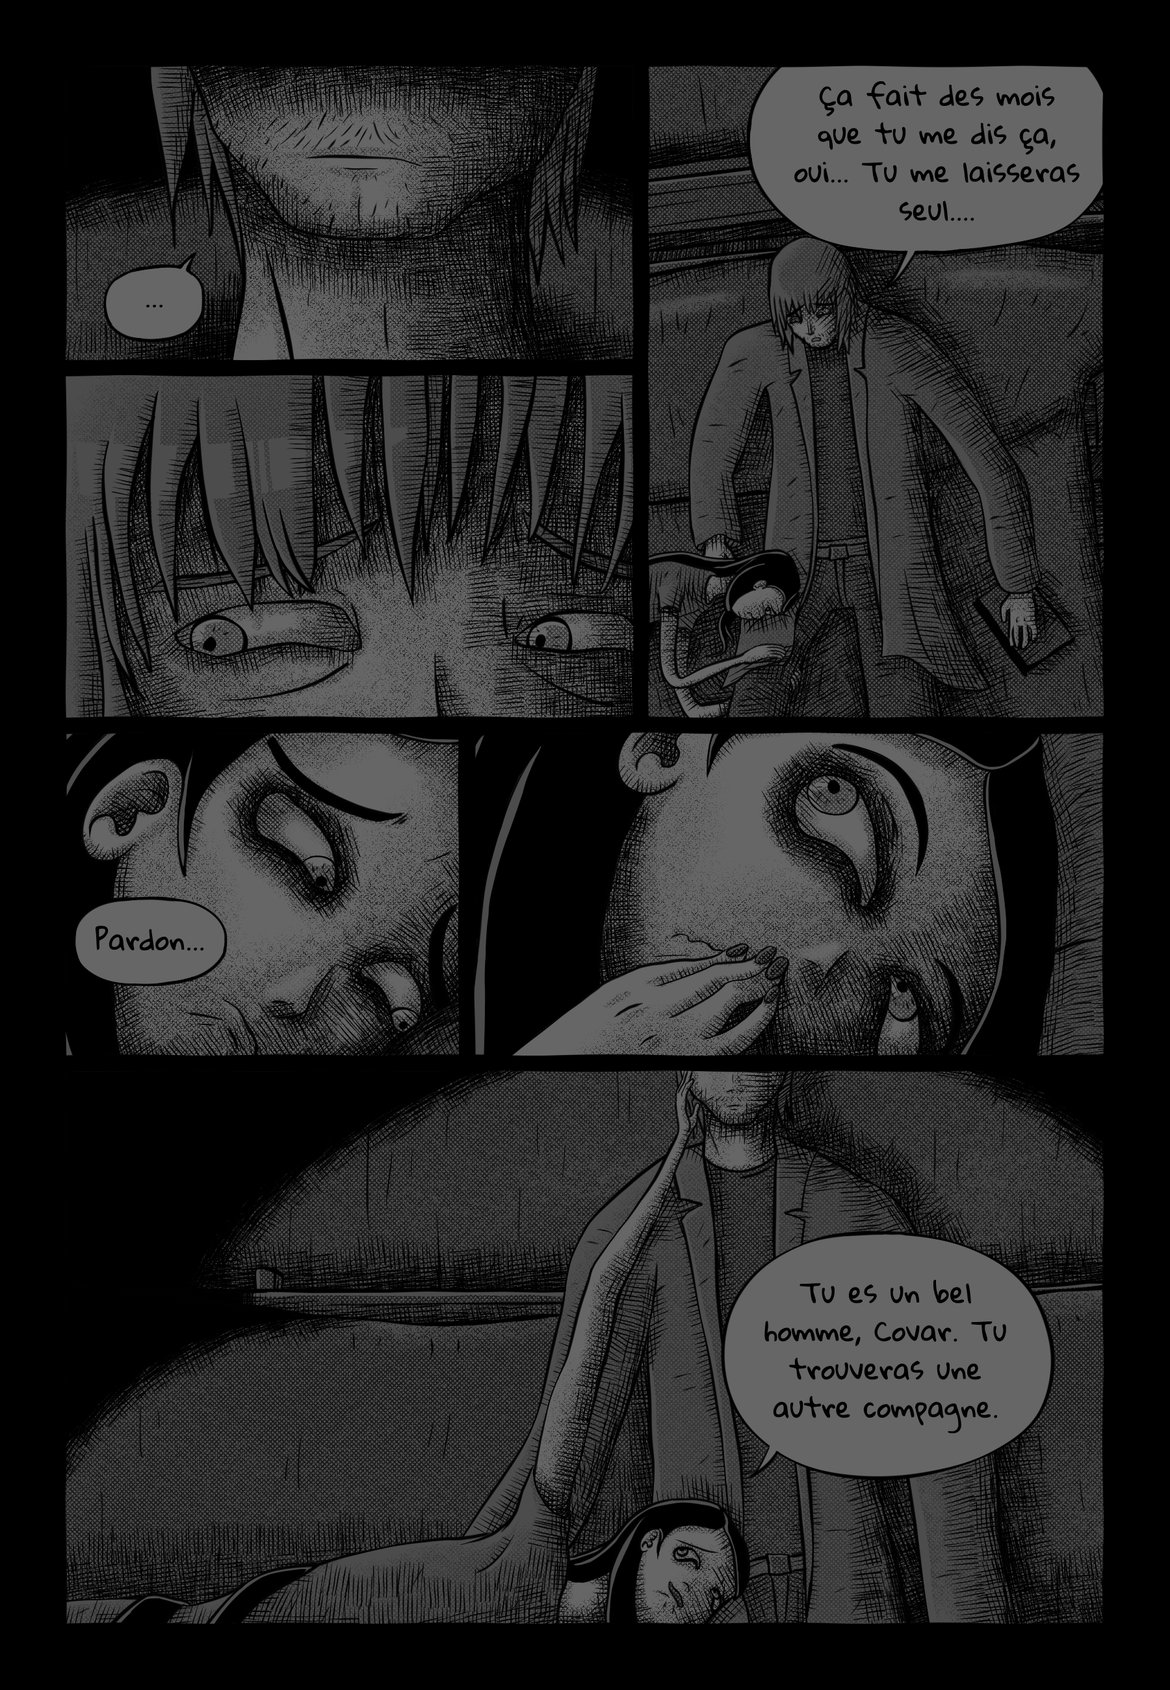 ...
Ça fait des mois
que tu me dis ça,
oui... Tu me laisseras
seul....
Pardon...
Tu es un bel
homme, Covar. Tu
trouveras une
autre compagne.